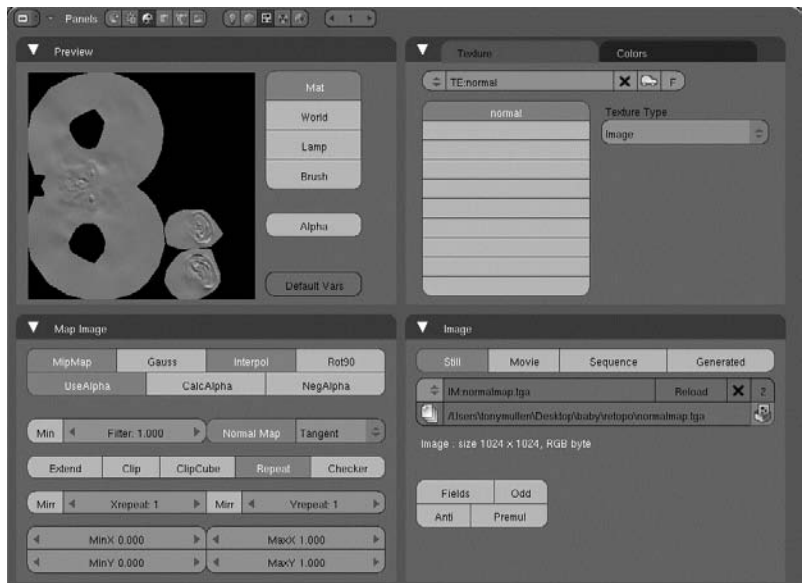 Panels 1
Preview
Mat
World
Lamp
Brush
Alpha
Default Vars
Texture Colors
TE:normal F
normal
Texture Type
Image
Map Image
MipMap Gauss Interpol Rot90
UseAlpha CalcAlpha NegAlpha
Min Filter: 1.000 Normal Map Tangent
Extend Clip ClipCube Repeat Checker
Mirr Xrepeat: 1 Mirr Yrepeat: 1
MinX 0.000 MaxX 1.000
MinY 0.000 MaxY 1.000
Image
Still Movie Sequence Generated
IM:normalmap.tga Reload 2
/Users\tonymullen\Desktop\baby\retopo\normalmap.tga
Image : size 1024 x 1024, RGB byte
Fields Odd
Anti Premul